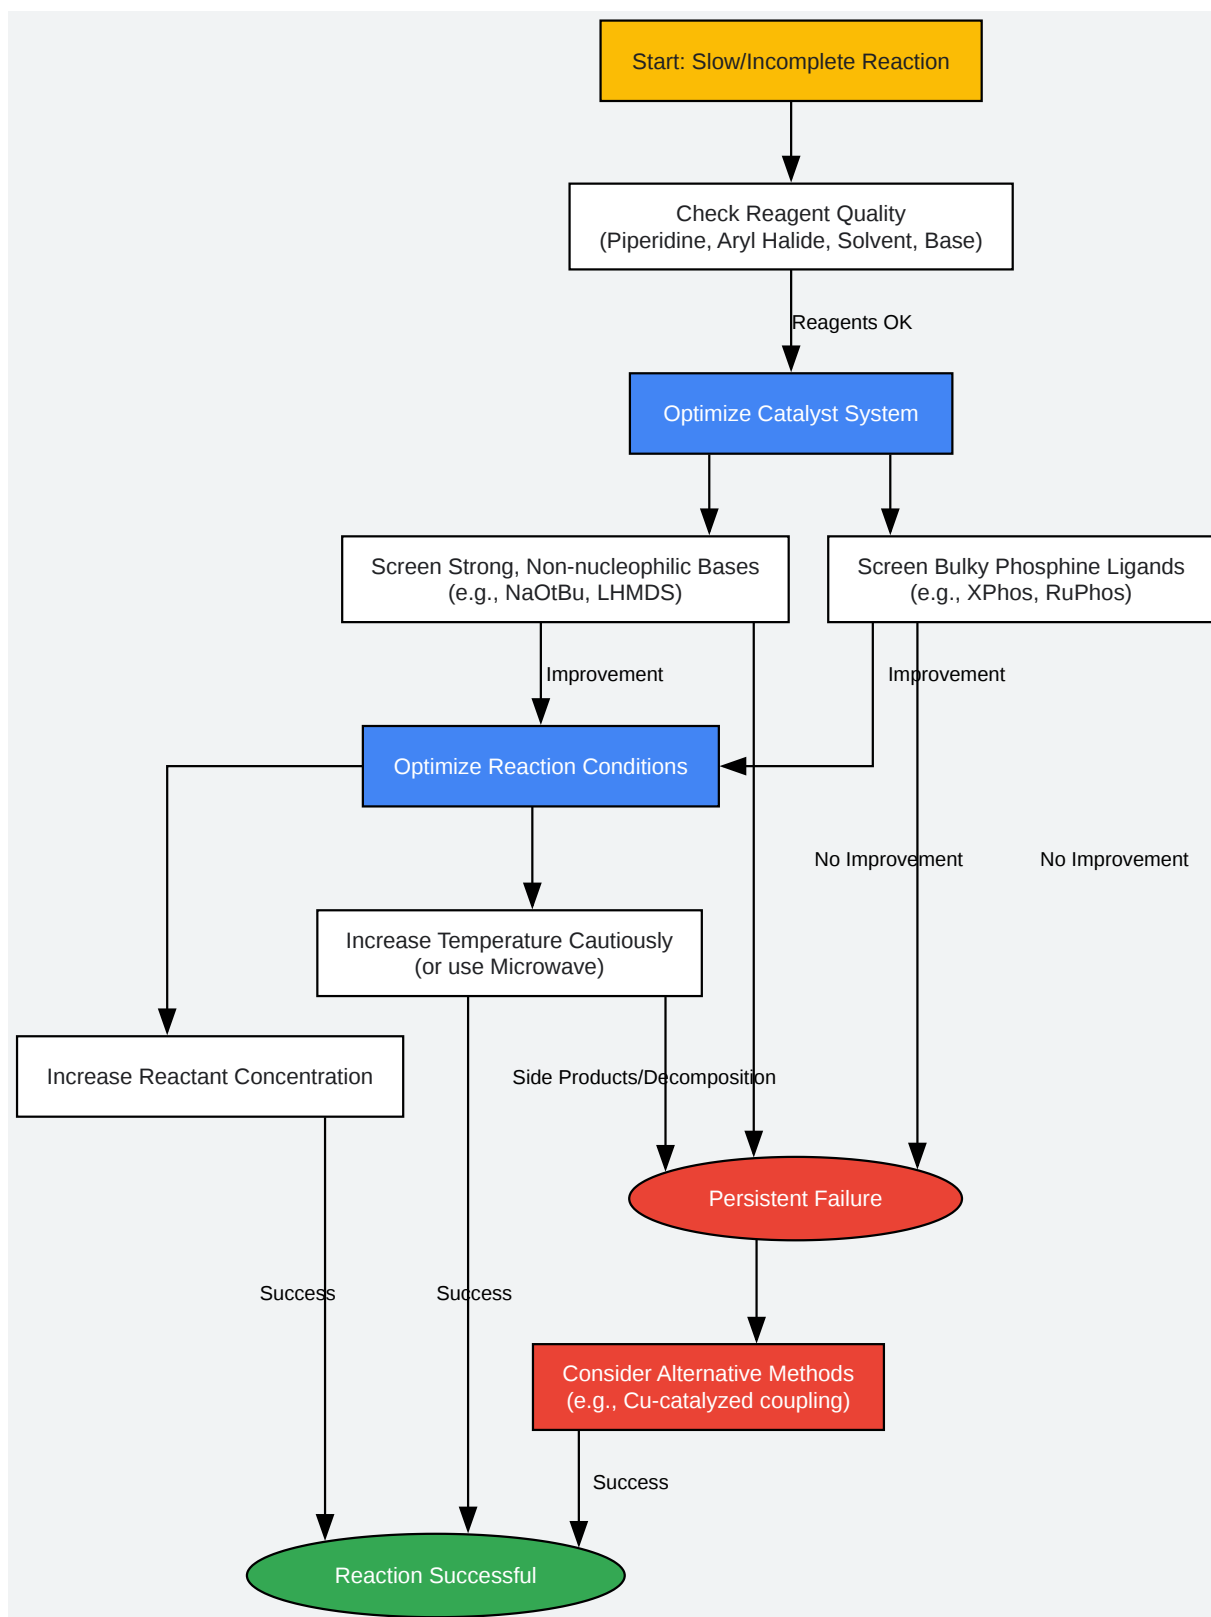 Start: Slow/Incomplete Reaction
Check Reagent Quality
(Piperidine, Aryl Halide, Solvent, Base)
Reagents OK
Optimize Catalyst System
Screen Strong, Non-nucleophilic Bases
(e.g., NaOtBu, LHMDS)
Screen Bulky Phosphine Ligands
(e.g., XPhos, RuPhos)
Improvement
Improvement
Optimize Reaction Conditions
No Improvement
No Improvement
Increase Temperature Cautiously
(or use Microwave)
Increase Reactant Concentration
Side Products/Decomposition
Persistent Failure
Success
Success
Consider Alternative Methods
(e.g., Cu-catalyzed coupling)
Success
Reaction Successful